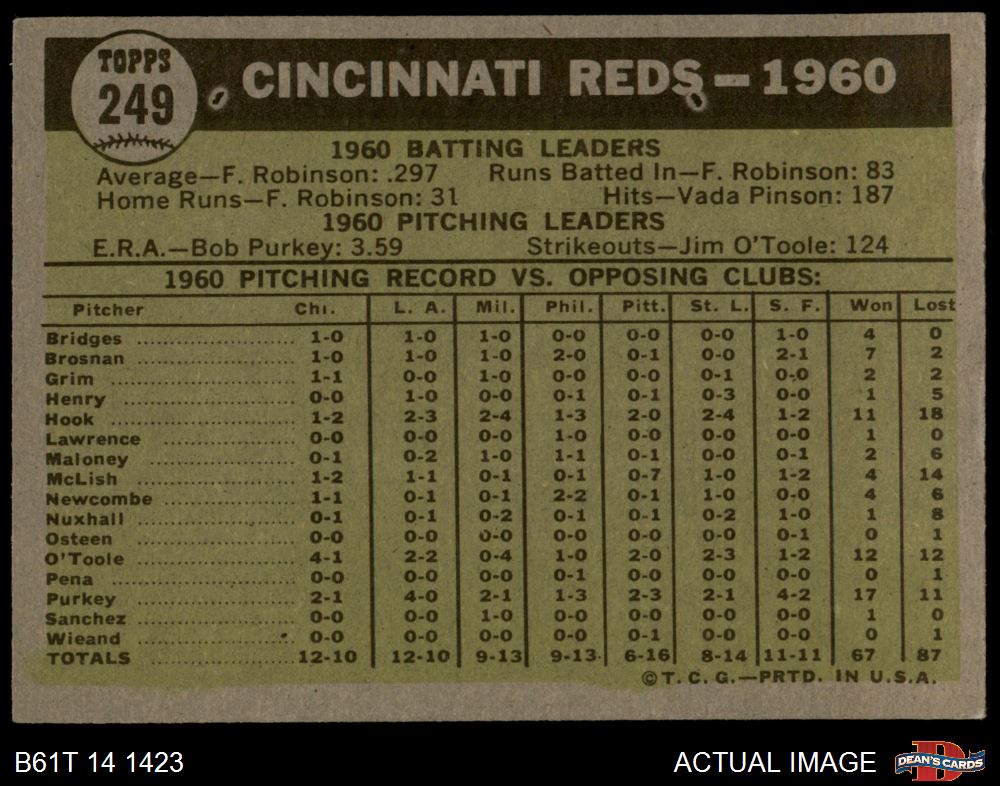 TOPPS
249
CINCINNATI REDS — 1960
1960 BATTING LEADERS
Average—F. Robinson: .297 Runs Batted In—F. Robinson: 83
Home Runs—F. Robinson: 31 Hits—Vada Pinson: 187
1960 PITCHING LEADERS
E.R.A.—Bob Purkey: 3.59 Strikeouts—Jim O'Toole: 124
1960 PITCHING RECORD VS. OPPOSING CLUBS:
Pitcher Chi. L. A. Mil. Phil. Pitt. St. L. S. F. Won Lost
Bridges 1-0 1-0 1-0 0-0 0-0 0-0 1-0 4 0
Brosnan 1-0 1-0 1-0 2-0 0-1 0-0 2-1 7 2
Grim 1-1 0-0 1-0 0-0 0-0 0-1 0-0 2 2
Henry 0-0 1-0 0-0 0-1 0-1 0-3 0-0 1 5
Hook 1-2 2-3 2-4 1-3 2-0 2-4 1-2 11 18
Lawrence 0-0 0-0 0-0 1-0 0-0 0-0 0-0 1 0
Maloney 0-1 0-2 1-0 1-1 0-1 0-0 0-1 2 6
McLish 1-2 1-1 0-1 0-1 0-7 1-0 1-2 4 14
Newcombe 1-1 0-1 0-1 2-2 0-1 1-0 0-0 4 6
Nuxhall 0-1 0-1 0-2 0-1 0-1 0-2 1-0 1 8
Osteen 0-0 0-0 0-0 0-0 0-0 0-0 0-1 0 1
O'Toole 4-1 2-2 0-4 1-0 2-0 2-3 1-2 12 12
Pena 0-0 0-0 0-0 0-1 0-0 0-0 0-0 0 1
Purkey 2-1 4-0 2-1 1-3 2-3 2-1 4-2 17 11
Sanchez 0-0 0-0 1-0 0-0 0-0 0-0 0-0 1 0
Wieand 0-0 0-0 0-0 0-0 0-1 0-0 0-0 0 1
TOTALS 12-10 12-10 9-13 9-13 6-16 8-14 11-11 67 87
© T. C. G.—PRTD. IN U.S.A.
B61T 14 1423 ACTUAL IMAGE DEAN'S CARDS